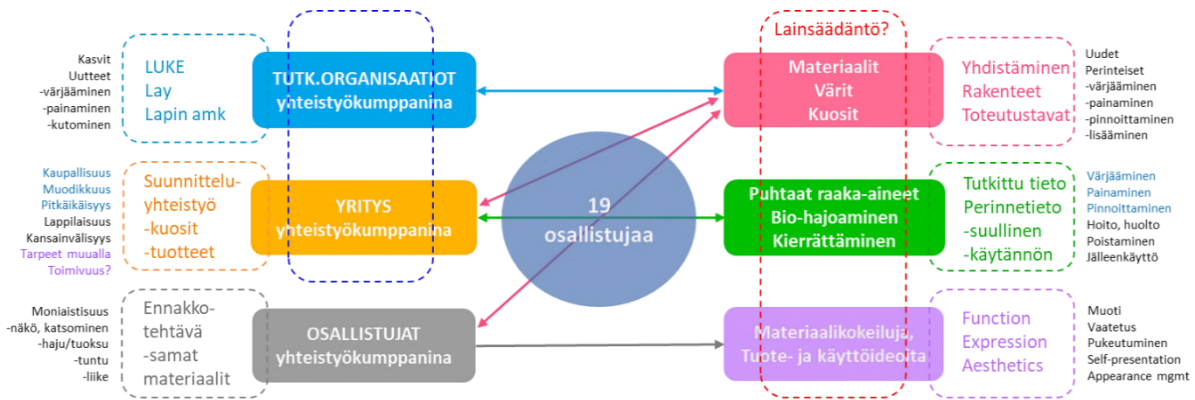 Kasvit
Uutteet
-värjääminen
-painaminen
-kutominen
LUKE
Lay
Lapin amk
TUTK.ORGANISAATIOT
yhteistyökumppanina
Lainsäädäntö?
Materiaalit
Värit
Kuosit
Yhdistäminen
Rakenteet
Toteutustavat
Uudet
Perinteiset
-värjääminen
-painaminen
-pinnoittaminen
-lisääminen
Kaupallisuus
Muodikkuus
Pitkäikäisyys
Lappilaisuus
Kansainvälisyys
Tarpeet muualla
Toimivuus?
Suunnittelu-
yhteistyö
-kuosit
-tuotteet
YRITYS
yhteistyökumppanina
19
osallistujaa
Puhtaat raaka-aineet
Bio-hajoaminen
Kierrättäminen
Tutkittu tieto
Perinnetieto
-suullinen
-käytännön
Värjääminen
Painaminen
Pinnoittaminen
Hoito, huolto
Poistaminen
Jälleenkäyttö
Moniaistisuus
-näkö, katsominen
-haju/tuoksu
-tuntu
-liike
Ennakko-
tehtävä
-samat
materiaalit
OSALLISTUJAT
yhteistyökumppanina
Materiaalikokeiluja,
Tuote- ja käyttöideoita
Function
Expression
Aesthetics
Muoti
Vaatetus
Pukeutuminen
Self-presentation
Appearance mgmt